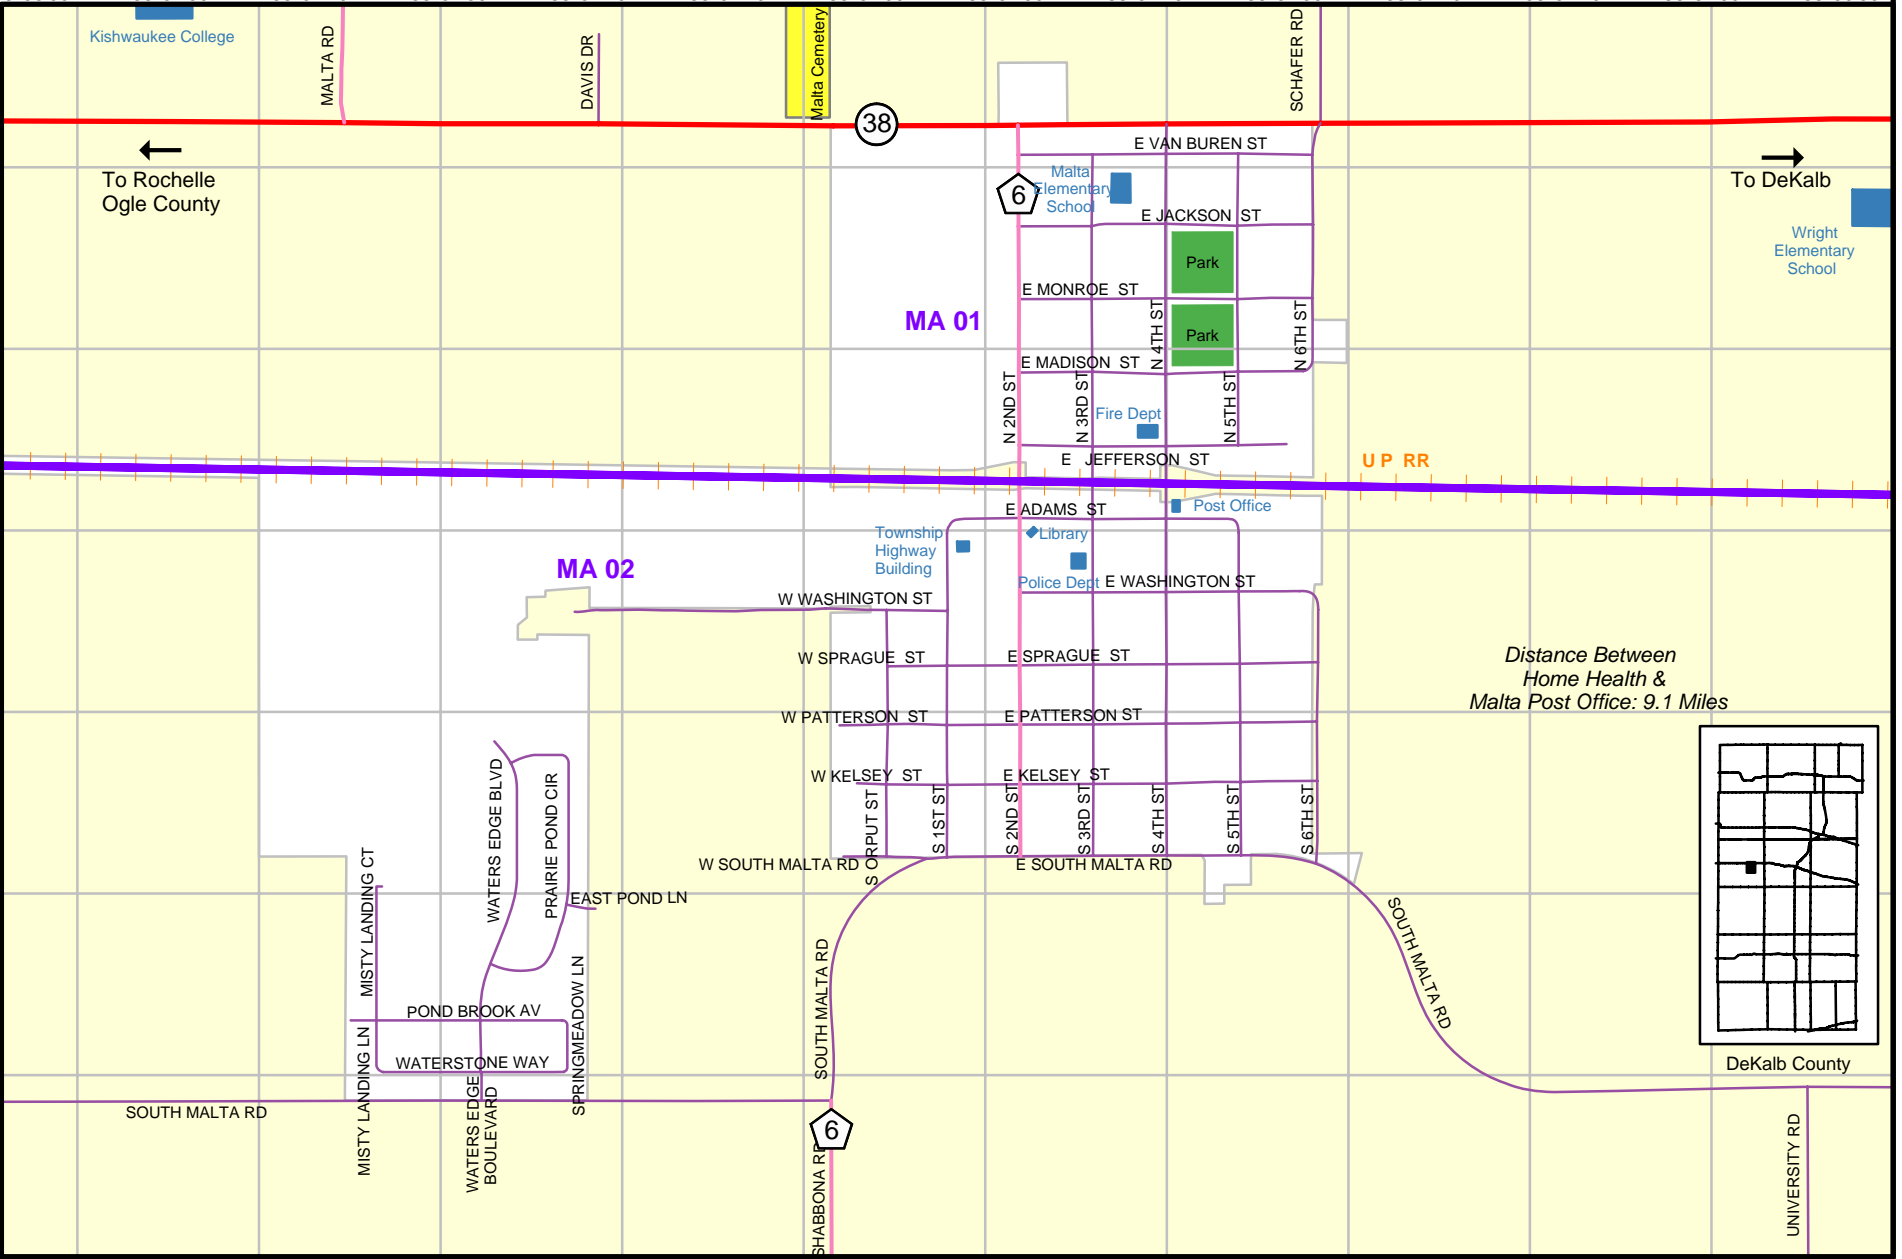 Kishwaukee College
MALTA RD
DAVIS DR
Malta Cemetery
SCHAFER RD
38
To Rochelle
Ogle County
To DeKalb
E VAN BUREN ST
Malta
Elementary
School
6
E JACKSON ST
Wright
Elementary
School
Park
E MONROE ST
MA 01
Park
N 4TH ST
N 6TH ST
E MADISON ST
N 2ND ST
N 3RD ST
N 5TH ST
Fire Dept
E JEFFERSON ST
U P RR
E ADAMS ST
Post Office
Township
Highway
Building
Library
MA 02
Police Dept
E WASHINGTON ST
W WASHINGTON ST
W SPRAGUE ST
E SPRAGUE ST
Distance Between
Home Health &
Malta Post Office: 9.1 Miles
W PATTERSON ST
E PATTERSON ST
W KELSEY ST
E KELSEY ST
WATERS EDGE BLVD
PRAIRIE POND CIR
S ORPUT ST
S 1ST ST
S 2ND ST
S 3RD ST
S 4TH ST
S 5TH ST
S 6TH ST
W SOUTH MALTA RD
E SOUTH MALTA RD
MISTY LANDING CT
EAST POND LN
SOUTH MALTA RD
SOUTH MALTA RD
POND BROOK AV
SPRINGMEADOW LN
MISTY LANDING LN
WATERSTONE WAY
DeKalb County
SOUTH MALTA RD
WATERS EDGE
BOULEVARD
6
SHABBONA RD
UNIVERSITY RD